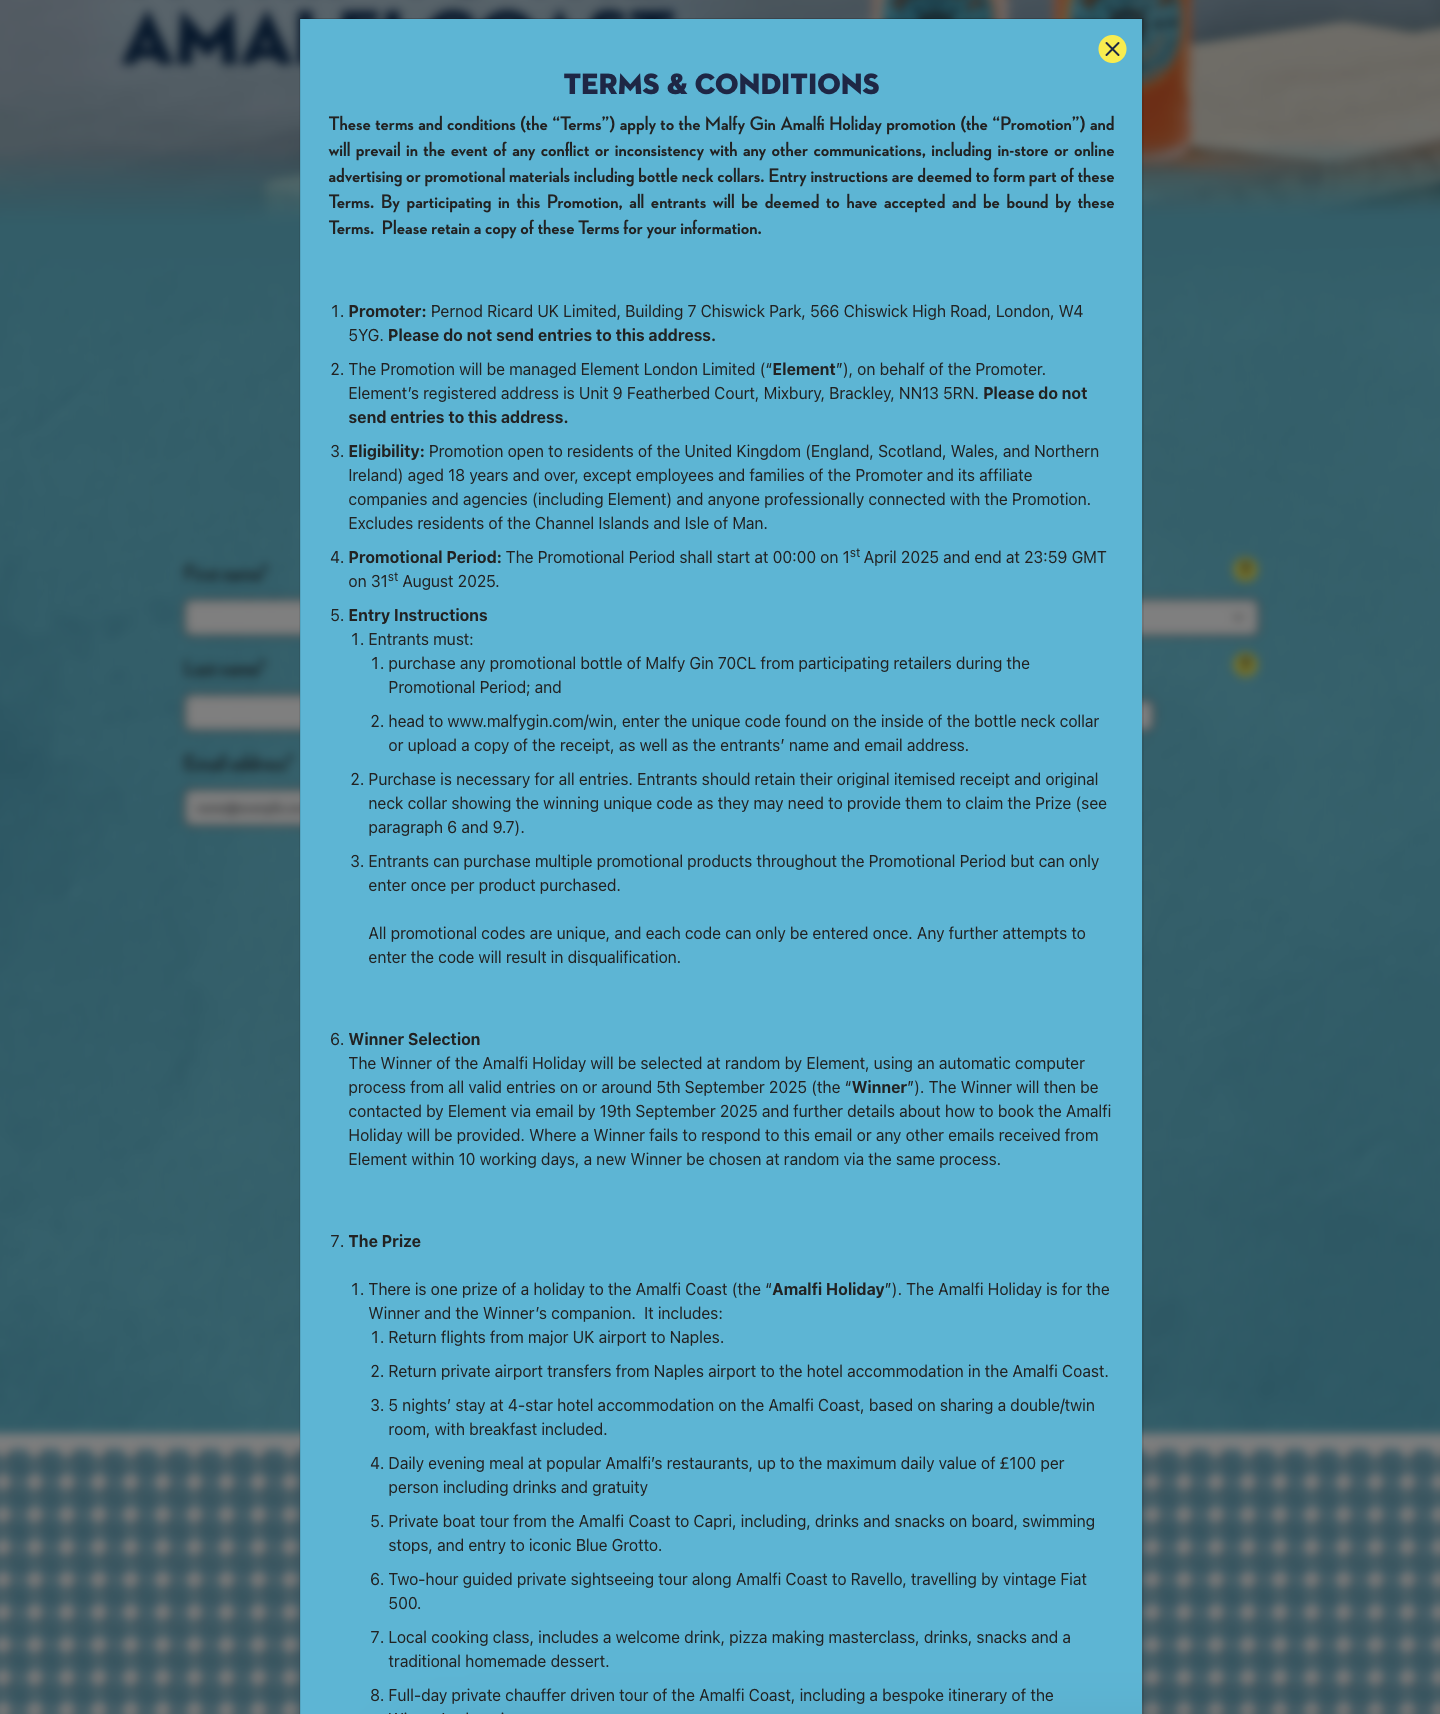 TERMS & CONDITIONS
These terms and conditions (the “Terms”) apply to the Malfy Gin Amalfi Holiday promotion (the “Promotion”) and
will prevail in the event of any conflict or inconsistency with any other communications, including in-store or online
advertising or promotional materials including bottle neck collars. Entry instructions are deemed to form part of these
Terms. By participating in this Promotion, all entrants will be deemed to have accepted and be bound by these
Terms.  Please retain a copy of these Terms for your information.
1. Promoter: Pernod Ricard UK Limited, Building 7 Chiswick Park, 566 Chiswick High Road, London, W4
5YG. Please do not send entries to this address.
2. The Promotion will be managed Element London Limited (“Element”), on behalf of the Promoter.
Element’s registered address is Unit 9 Featherbed Court, Mixbury, Brackley, NN13 5RN. Please do not
send entries to this address.
3. Eligibility: Promotion open to residents of the United Kingdom (England, Scotland, Wales, and Northern
Ireland) aged 18 years and over, except employees and families of the Promoter and its affiliate
companies and agencies (including Element) and anyone professionally connected with the Promotion.
Excludes residents of the Channel Islands and Isle of Man.
4. Promotional Period: The Promotional Period shall start at 00:00 on 1st April 2025 and end at 23:59 GMT
on 31st August 2025.
5. Entry Instructions
1. Entrants must:
1. purchase any promotional bottle of Malfy Gin 70CL from participating retailers during the
Promotional Period; and
2. head to www.malfygin.com/win, enter the unique code found on the inside of the bottle neck collar
or upload a copy of the receipt, as well as the entrants’ name and email address.
2. Purchase is necessary for all entries. Entrants should retain their original itemised receipt and original
neck collar showing the winning unique code as they may need to provide them to claim the Prize (see
paragraph 6 and 9.7).
3. Entrants can purchase multiple promotional products throughout the Promotional Period but can only
enter once per product purchased.
All promotional codes are unique, and each code can only be entered once. Any further attempts to
enter the code will result in disqualification.
6. Winner Selection
The Winner of the Amalfi Holiday will be selected at random by Element, using an automatic computer
process from all valid entries on or around 5th September 2025 (the “Winner”). The Winner will then be
contacted by Element via email by 19th September 2025 and further details about how to book the Amalfi
Holiday will be provided. Where a Winner fails to respond to this email or any other emails received from
Element within 10 working days, a new Winner be chosen at random via the same process.
7. The Prize
1. There is one prize of a holiday to the Amalfi Coast (the “Amalfi Holiday”). The Amalfi Holiday is for the
Winner and the Winner’s companion.  It includes:
1. Return flights from major UK airport to Naples.
2. Return private airport transfers from Naples airport to the hotel accommodation in the Amalfi Coast.
3. 5 nights’ stay at 4-star hotel accommodation on the Amalfi Coast, based on sharing a double/twin
room, with breakfast included.
4. Daily evening meal at popular Amalfi’s restaurants, up to the maximum daily value of £100 per
person including drinks and gratuity
5. Private boat tour from the Amalfi Coast to Capri, including, drinks and snacks on board, swimming
stops, and entry to iconic Blue Grotto.
6. Two-hour guided private sightseeing tour along Amalfi Coast to Ravello, travelling by vintage Fiat
500.
7. Local cooking class, includes a welcome drink, pizza making masterclass, drinks, snacks and a
traditional homemade dessert.
8. Full-day private chauffer driven tour of the Amalfi Coast, including a bespoke itinerary of the